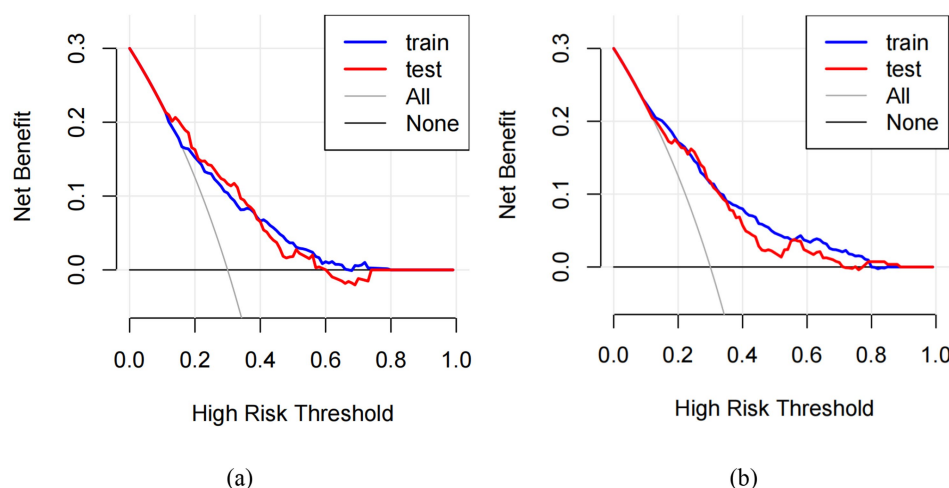 train
test
All
None
Net Benefit
0.3
0.2
0.1
0.0
0.0 0.2 0.4 0.6 0.8 1.0
High Risk Threshold
(a)
train
test
All
None
Net Benefit
0.3
0.2
0.1
0.0
0.0 0.2 0.4 0.6 0.8 1.0
High Risk Threshold
(b)